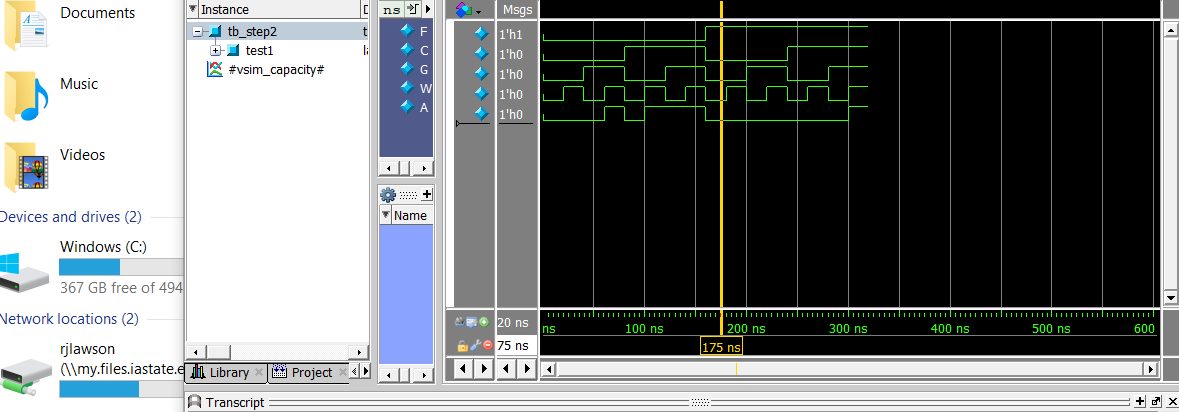 Documents
Music
Videos
Devices and drives (2)
Windows (C:)
367 GB free of 494
Network locations (2)
rjlawson
(\\my.files.iastate.e
Instance
D
tb_step2
t
test1
la
#vsim_capacity#
Library
Project
ns
F
C
G
W
A
Name
Msgs
1'h1
1'h0
1'h0
1'h0
1'h0
20 ns
75 ns
ns
100 ns
200 ns
300 ns
400 ns
500 ns
600
175 ns
Transcript